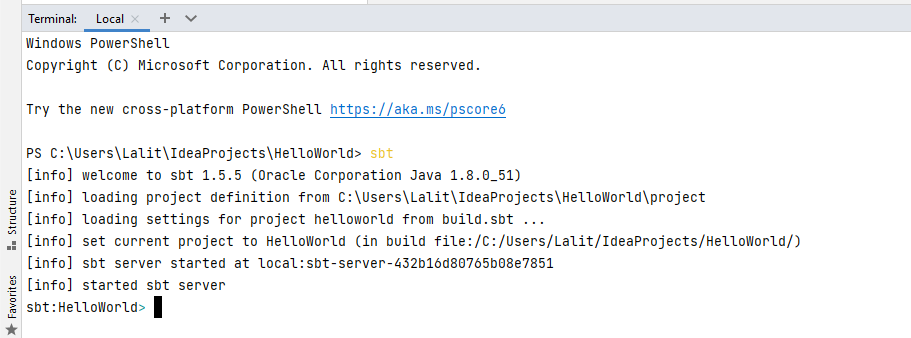 Terminal: Local × + 
Windows PowerShell
Copyright (C) Microsoft Corporation. All rights reserved.
Try the new cross-platform PowerShell https://aka.ms/pscore6
PS C:\Users\Lalit\IdeaProjects\HelloWorld> sbt
[info] welcome to sbt 1.5.5 (Oracle Corporation Java 1.8.0_51)
[info] loading project definition from C:\Users\Lalit\IdeaProjects\HelloWorld\project
[info] loading settings for project helloworld from build.sbt ...
[info] set current project to HelloWorld (in build file:/C:/Users/Lalit/IdeaProjects/HelloWorld/)
[info] sbt server started at local:sbt-server-432b16d80765b08e7851
[info] started sbt server
sbt:HelloWorld>
Structure
Favorites